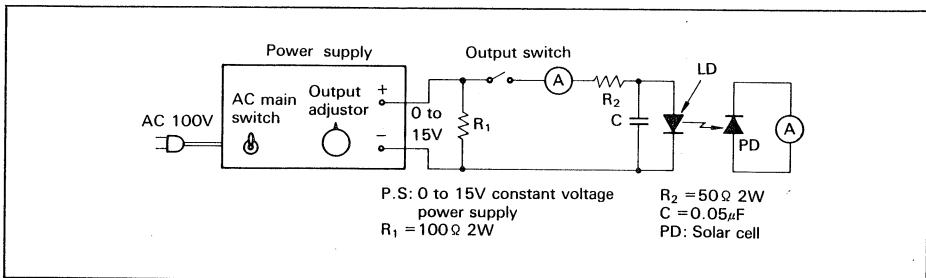 Power supply
Output switch
AC 100V
AC main
switch
Output
adjustor
+
−
0 to
15V
R₁
A
R₂
C
LD
PD
A
P.S: 0 to 15V constant voltage
power supply
R₁ = 100Ω 2W
R₂ = 50Ω 2W
C = 0.05μF
PD: Solar cell